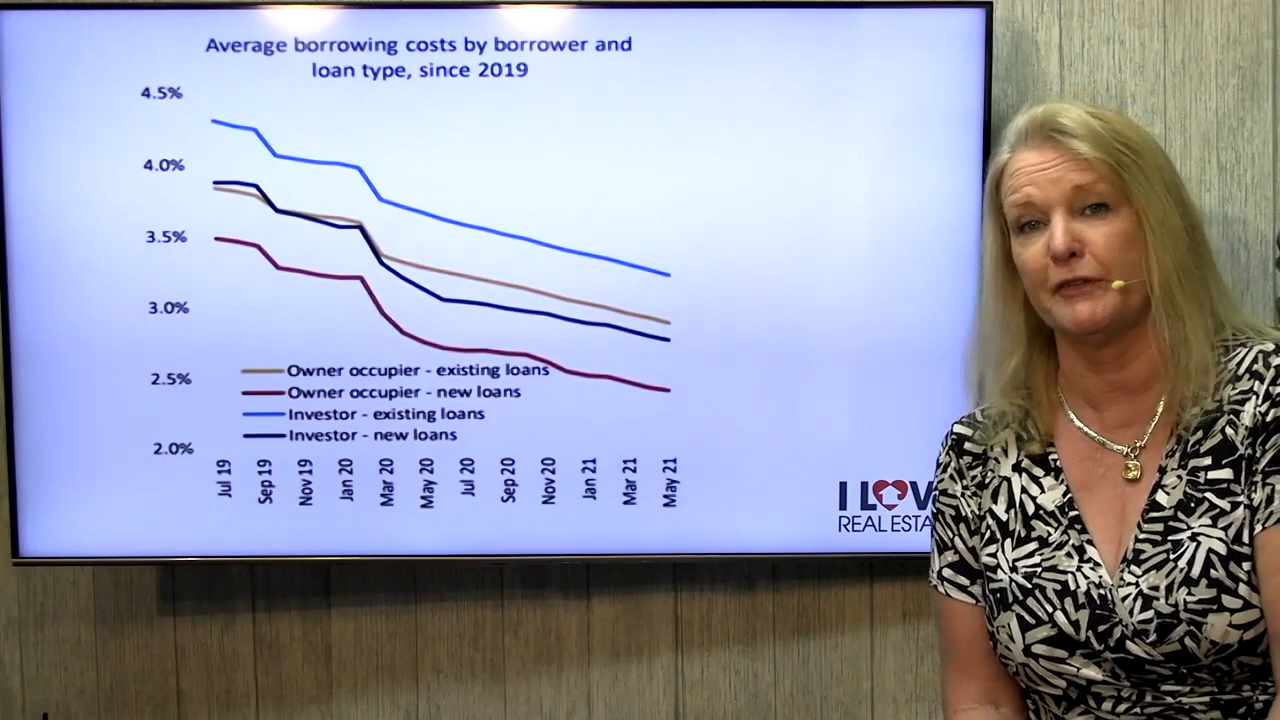 Average borrowing costs by borrower and
loan type, since 2019
4.5%
4.0%
3.5%
3.0%
2.5%
2.0%
Owner occupier - existing loans
Owner occupier - new loans
Investor - existing loans
Investor - new loans
Jul 19
Sep 19
Nov 19
Jan 20
Mar 20
May 20
Jul 20
Sep 20
Nov 20
Jan 21
Mar 21
May 21
I LOV
REAL ESTA